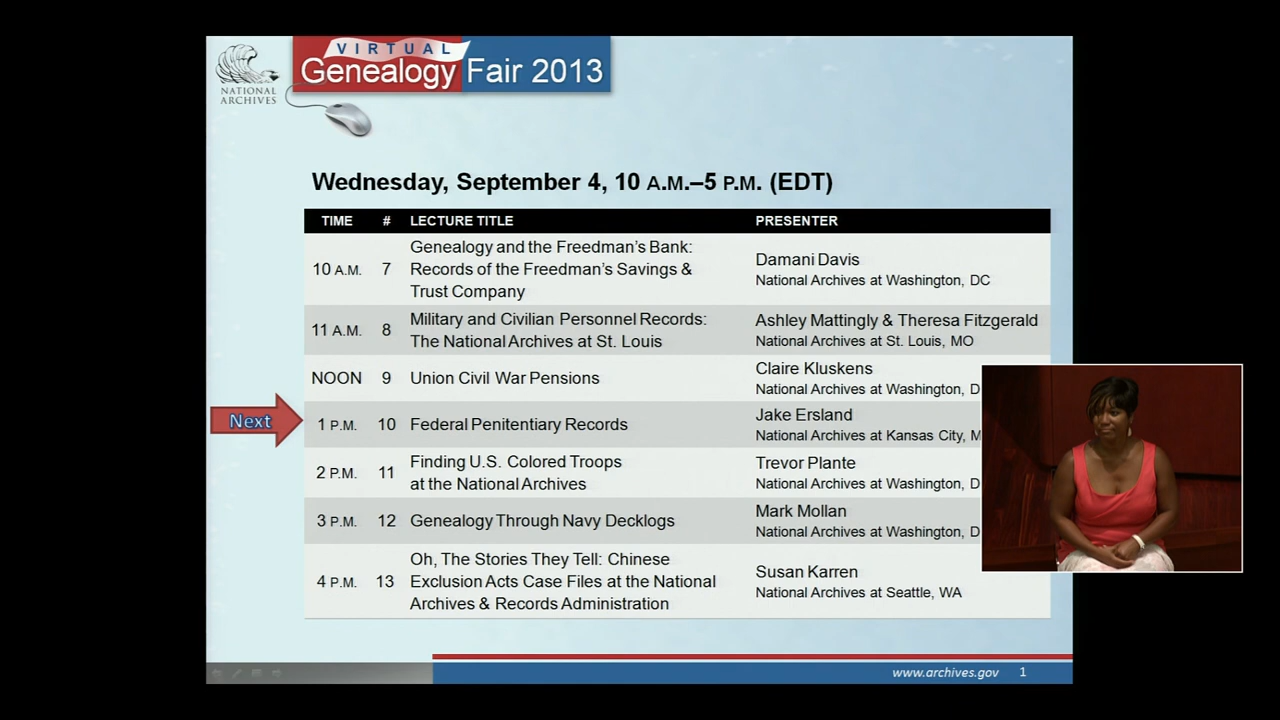 VIRTUAL
Genealogy Fair 2013
NATIONAL
ARCHIVES
Wednesday, September 4, 10 A.M.–5 P.M. (EDT)
TIME # LECTURE TITLE PRESENTER
Genealogy and the Freedman's Bank:
Records of the Freedman's Savings &
Trust Company
10 A.M. 7
Damani Davis
National Archives at Washington, DC
Military and Civilian Personnel Records:
The National Archives at St. Louis
11 A.M. 8
Ashley Mattingly & Theresa Fitzgerald
National Archives at St. Louis, MO
NOON 9 Union Civil War Pensions
Claire Kluskens
National Archives at Washington, D
Next
1 P.M. 10 Federal Penitentiary Records
Jake Ersland
National Archives at Kansas City, M
2 P.M. 11
Finding U.S. Colored Troops
at the National Archives
Trevor Plante
National Archives at Washington, D
3 P.M. 12 Genealogy Through Navy Decklogs
Mark Mollan
National Archives at Washington, D
4 P.M. 13
Oh, The Stories They Tell: Chinese
Exclusion Acts Case Files at the National
Archives & Records Administration
Susan Karren
National Archives at Seattle, WA
www.archives.gov 1